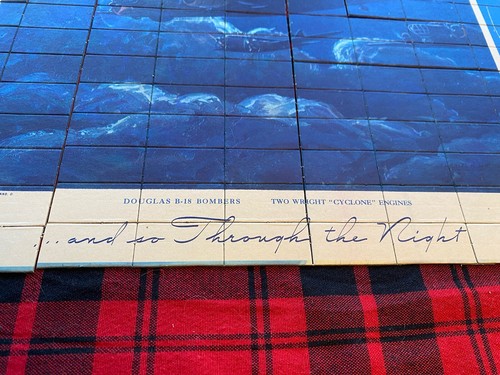 DOUGLAS B-18 BOMBERS TWO WRIGHT "CYCLONE" ENGINES
...and so Through the Night